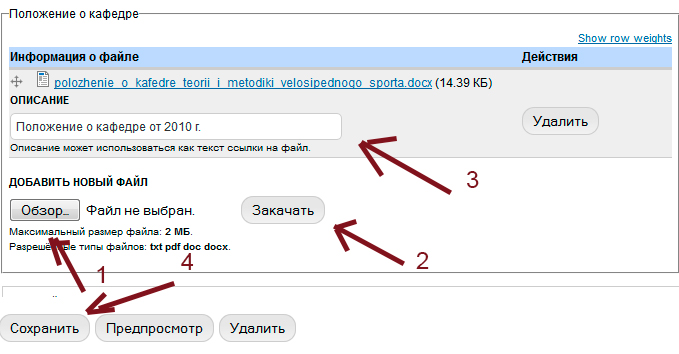 Положение о кафедре
Show row weights
Информация о файле Действия
polozhenie_o_kafedre_teorii_i_metodiki_velosipednogo_sporta.docx (14.39 КБ)
ОПИСАНИЕ
Положение о кафедре от 2010 г.
Удалить
Описание может использоваться как текст ссылки на файл.
3
ДОБАВИТЬ НОВЫЙ ФАЙЛ
Обзор… Файл не выбран. Закачать
Максимальный размер файла: 2 МБ.
Разрешённые типы файлов: txt pdf doc docx.
2
1 4
Сохранить Предпросмотр Удалить